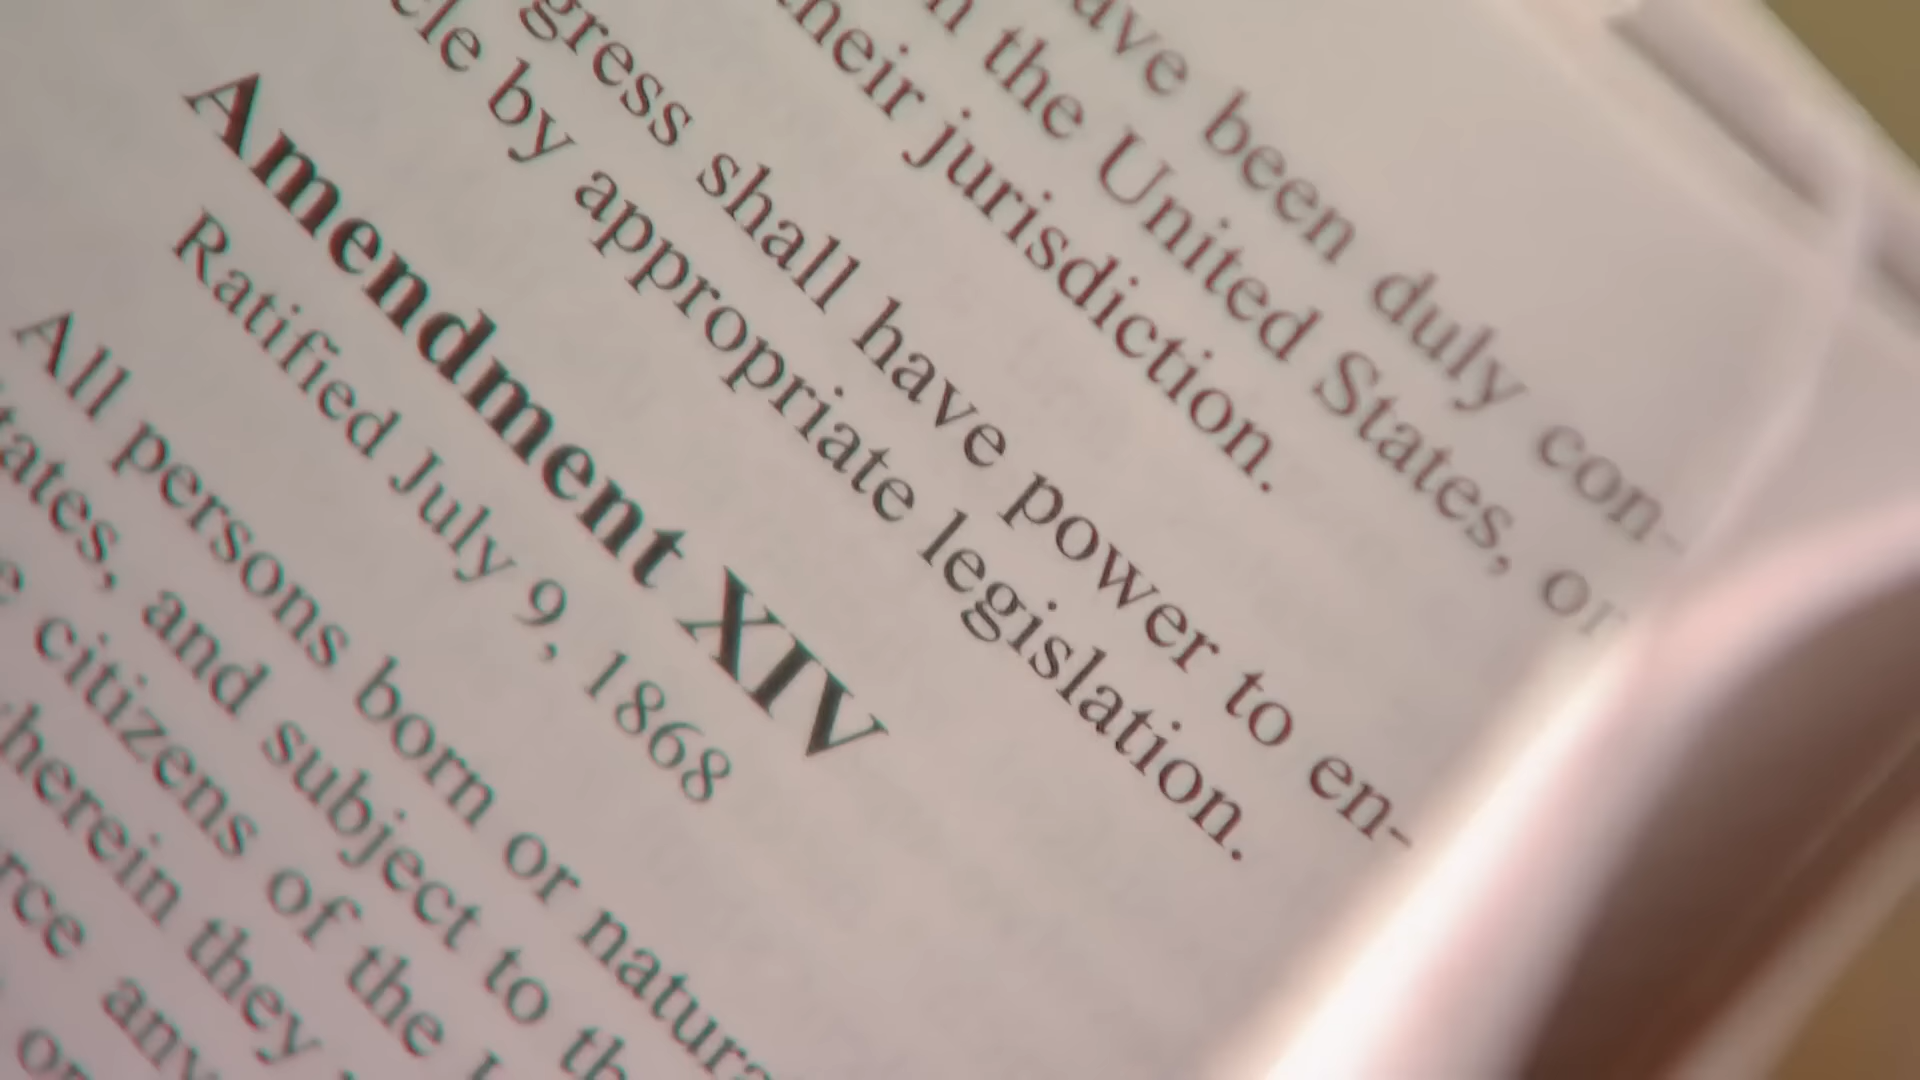 ave been duly con-
the United States, or
their jurisdiction.
gress shall have power to en-
cle by appropriate legislation.
Amendment XIV
Ratified July 9, 1868
All persons born or natura
tates, and subject to th
e citizens of the
herein they
rce any
or